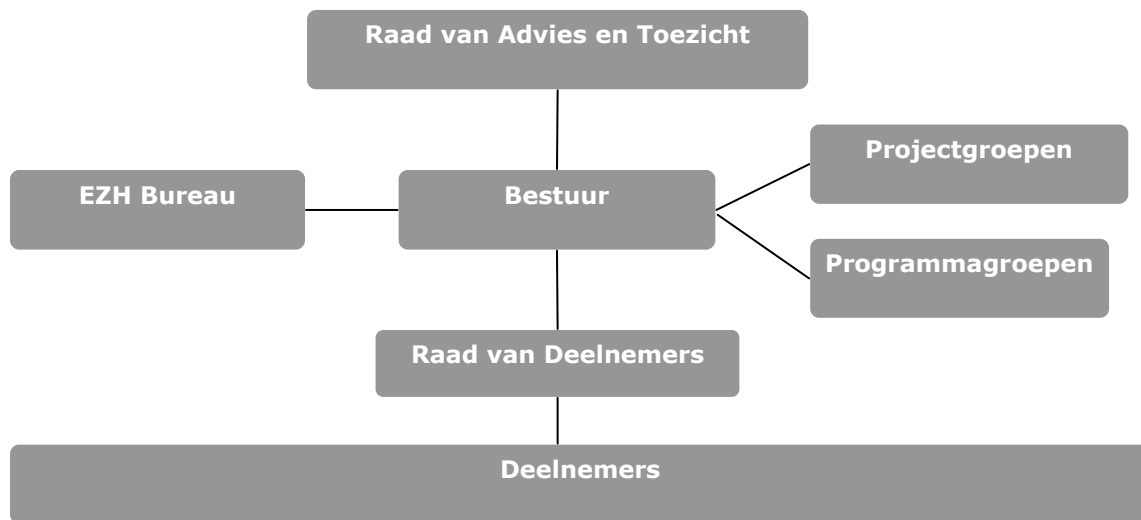 Raad van Advies en Toezicht
Projectgroepen
EZH Bureau
Bestuur
Programmagroepen
Raad van Deelnemers
Deelnemers